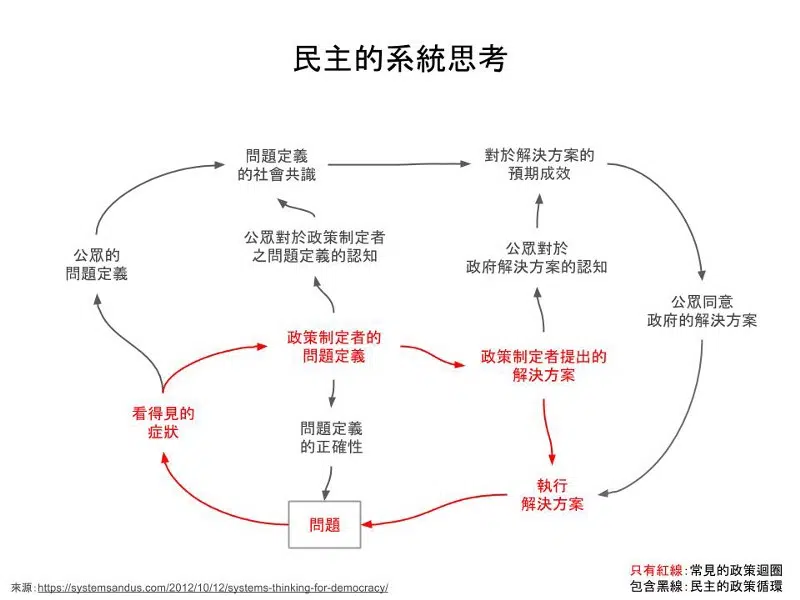 民主的系統思考
問題定義
的社會共識
對於解決方案的
預期成效
公眾對於政策制定者
之問題定義的認知
公眾對於
政府解決方案的認知
公眾的
問題定義
公眾同意
政府的解決方案
政策制定者的
問題定義
政策制定者提出的
解決方案
看得見的
症狀
問題定義
的正確性
執行
解決方案
問題
只有紅線：常見的政策迴圈
包含黑線：民主的政策循環
來源：https://systemsandus.com/2012/10/12/systems-thinking-for-democracy/